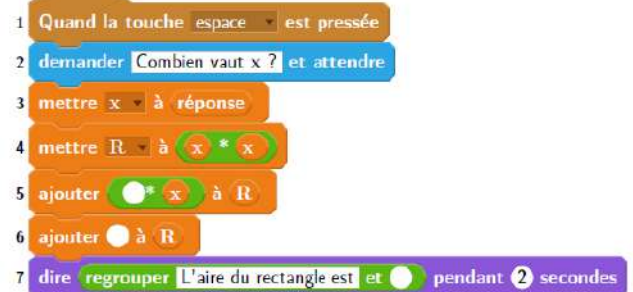 1 Quand la touche espace est pressée
2 demander Combien vaut x ? et attendre
3 mettre x à réponse
4 mettre R à x * x
5 ajouter * x à R
6 ajouter à R
7 dire regrouper L'aire du rectangle est et pendant 2 secondes